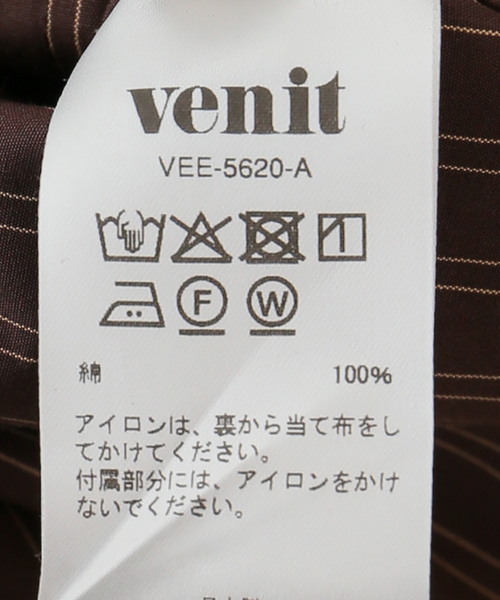 venit
VEE-5620-A
F W
綿 100%
アイロンは、裏から当て布をし
てかけてください。
付属部分には、アイロンをかけ
ないでください。